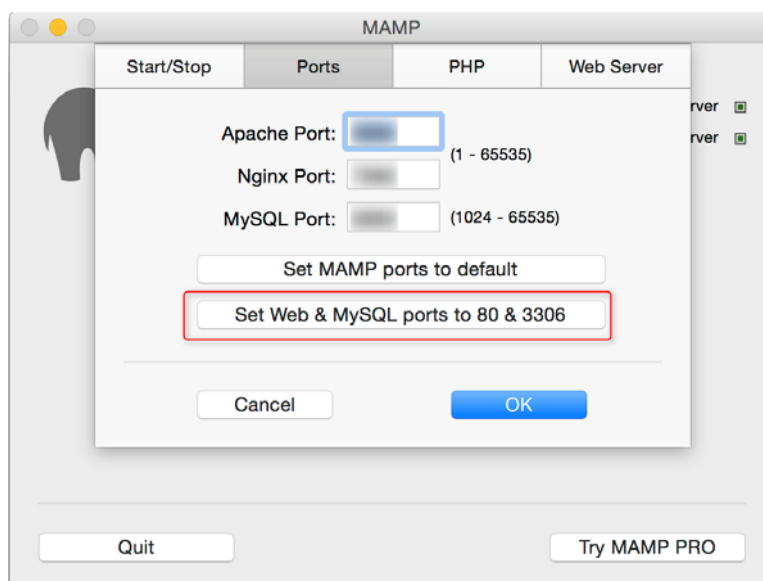 MAMP
Start/Stop Ports PHP Web Server
rver
Apache Port:
(1 - 65535)
rver
Nginx Port:
MySQL Port: (1024 - 65535)
Set MAMP ports to default
Set Web & MySQL ports to 80 & 3306
Cancel OK
Quit Try MAMP PRO